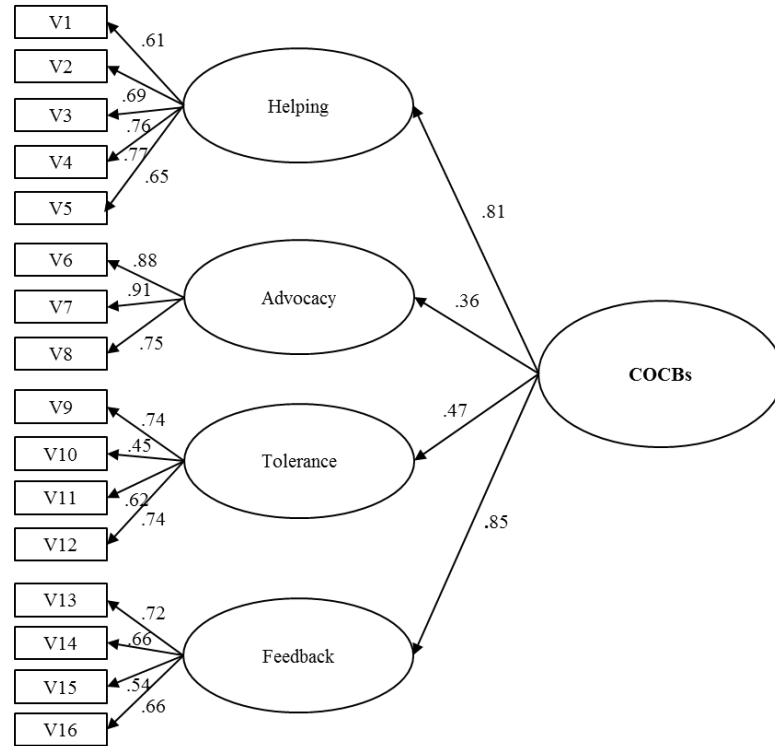 V1
.61
V2
.69
V3
.76
V4
.77
V5
.65
Helping
.81
V6
.88
V7
.91
V8
.75
Advocacy
.36
COCBs
V9
.74
V10
.45
V11
.62
V12
.74
Tolerance
.47
V13
.72
V14
.66
V15
.54
V16
.66
Feedback
.85